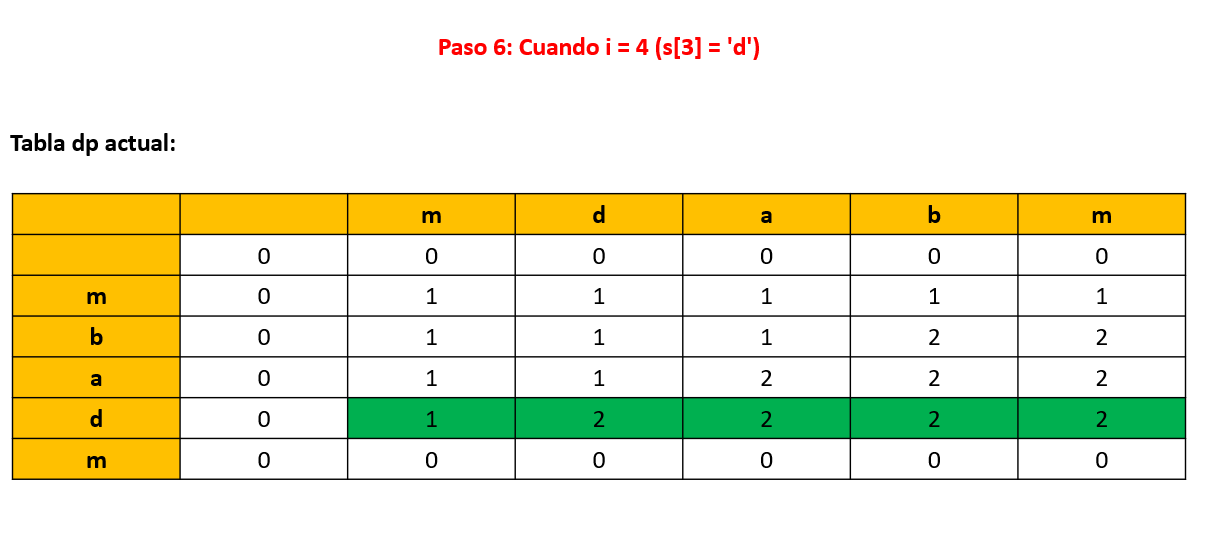 Paso 6: Cuando i = 4 (s[3] = 'd')
Tabla dp actual:
m d a b m
0 0 0 0 0 0
m 0 1 1 1 1 1
b 0 1 1 1 2 2
a 0 1 1 2 2 2
d 0 1 2 2 2 2
m 0 0 0 0 0 0